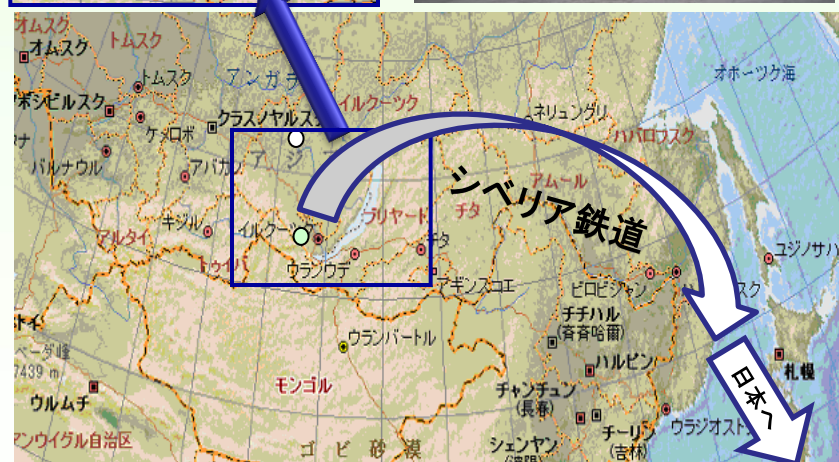 オムスク
オムスク
トムスク
トムスク
アンガラ
オホーツク海
クラスノヤルス
イルクーツク
ネリュングリ
ハバロフスク
ケメロボ
バルナウル
アバカン
アジ
シベリア鉄道
アムール
ブリヤート
チタ
キジル
アルタイ
トゥイバ
イルクーツク
チタ
ウランウデ
アギンスコエ
ビロビジャン
スク
ユジノサハ
チチハル
(斉斉哈爾)
ウランバートル
ハルビン
札幌
7439 m
モンゴル
チャンチュン
(長春)
日本へ
ウルムチ
ウラジオスト
チーリン
(吉林)
ンウイグル自治区
ゴビ砂漠
シェンヤン